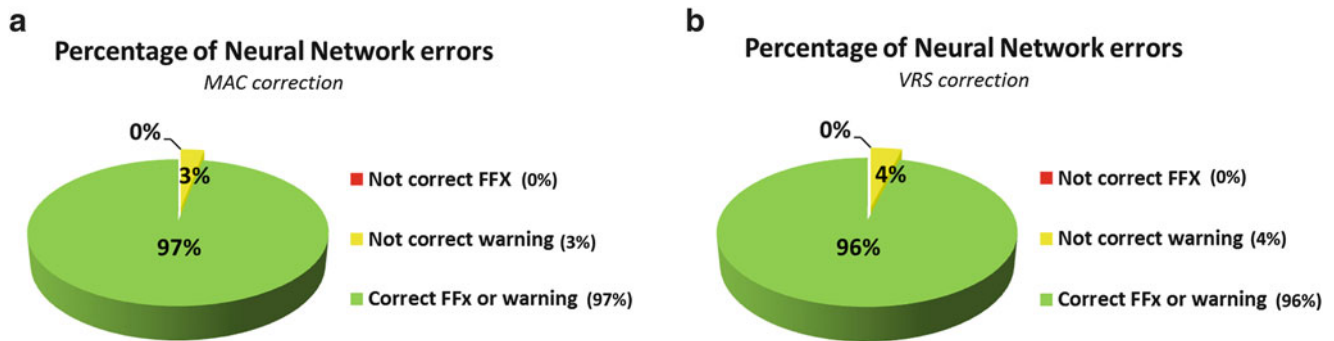 a
Percentage of Neural Network errors
MAC correction
0%
3%
97%
Not correct FFX (0%)
Not correct warning (3%)
Correct FFx or warning (97%)
b
Percentage of Neural Network errors
VRS correction
0%
4%
96%
Not correct FFX (0%)
Not correct warning (4%)
Correct FFx or warning (96%)